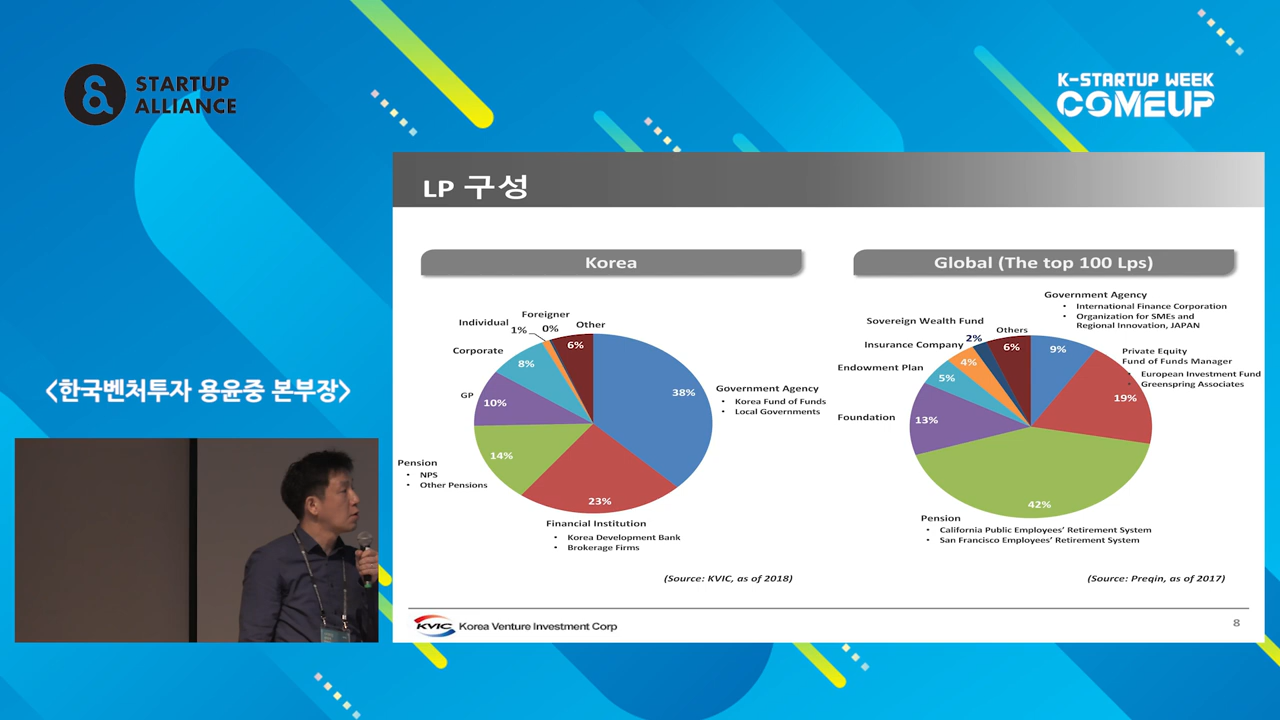 STARTUP
ALLIANCE
K-STARTUP WEEK
COMEUP
<한국벤처투자 용윤중 본부장>
LP 구성
Korea
Foreigner
0%
Individual
1%
Other
6%
Corporate
8%
GP
10%
Pension
• NPS
• Other Pensions
14%
Financial Institution
• Korea Development Bank
• Brokerage Firms
23%
Government Agency
• Korea Fund of Funds
• Local Governments
38%
(Source: KVIC, as of 2018)
Global (The top 100 Lps)
Government Agency
• International Finance Corporation
• Organization for SMEs and
Regional Innovation, JAPAN
9%
Private Equity
Fund of Funds Manager
• European Investment Fund
• Greenspring Associates
19%
Sovereign Wealth Fund
2%
Others
6%
Insurance Company
4%
Endowment Plan
5%
Foundation
13%
42%
Pension
• California Public Employees' Retirement System
• San Francisco Employees' Retirement System
(Source: Preqin, as of 2017)
KVIC Korea Venture Investment Corp
8